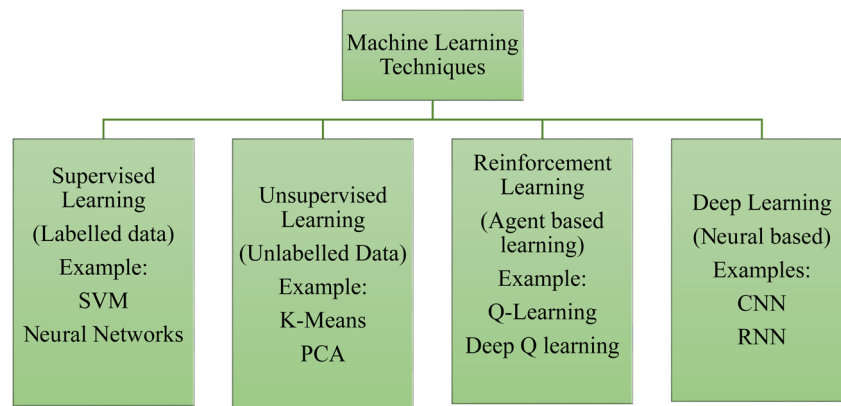 Machine Learning
Techniques
Supervised
Learning
(Labelled data)
Example:
SVM
Neural Networks
Unsupervised
Learning
(Unlabelled Data)
Example:
K-Means
PCA
Reinforcement
Learning
(Agent based
learning)
Example:
Q-Learning
Deep Q learning
Deep Learning
(Neural based)
Examples:
CNN
RNN